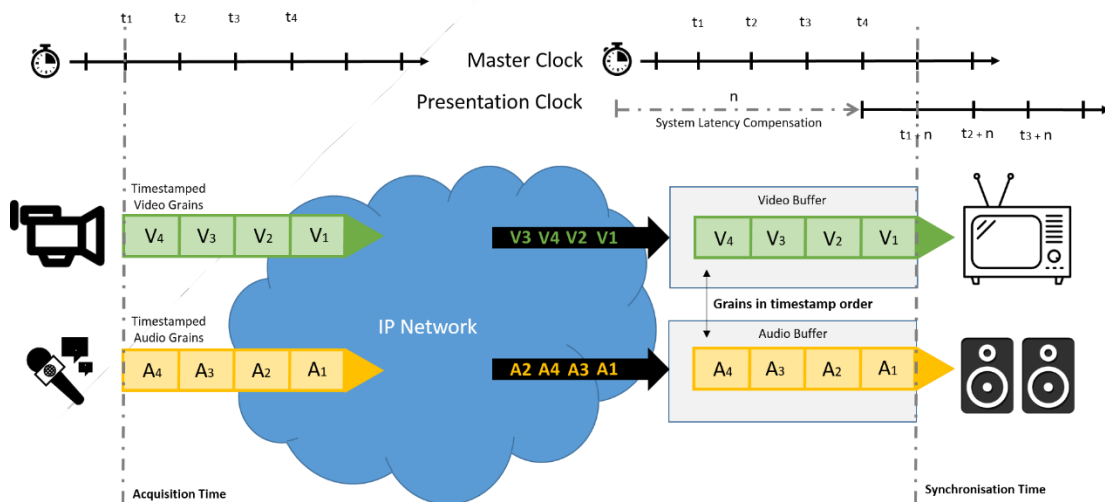 t1 t2 t3 t4
t1 t2 t3 t4
Master Clock
Presentation Clock
n
System Latency Compensation
t1 + n t2 + n t3 + n
Timestamped
Video Grains
V4 V3 V2 V1
V3 V4 V2 V1
Video Buffer
V4 V3 V2 V1
Grains in timestamp order
IP Network
Timestamped
Audio Grains
A4 A3 A2 A1
A2 A4 A3 A1
Audio Buffer
A4 A3 A2 A1
Acquisition Time
Synchronisation Time